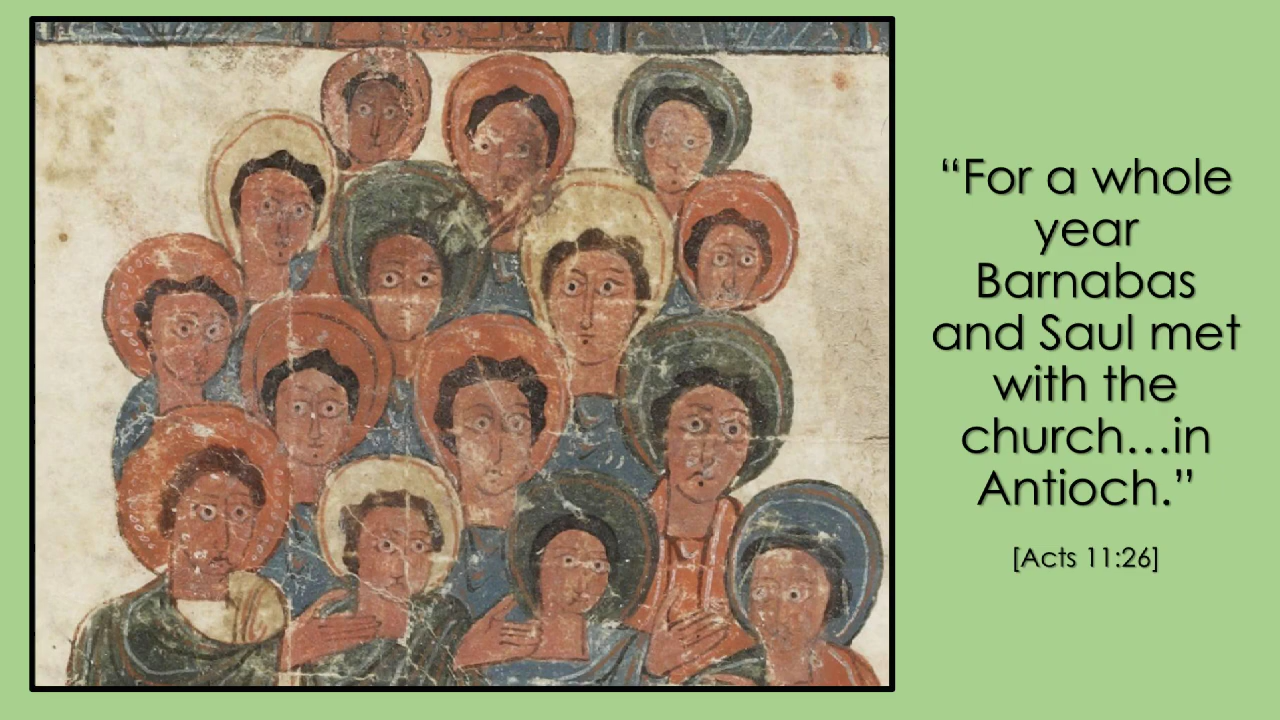 “For a whole
year
Barnabas
and Saul met
with the
church…in
Antioch.”
[Acts 11:26]